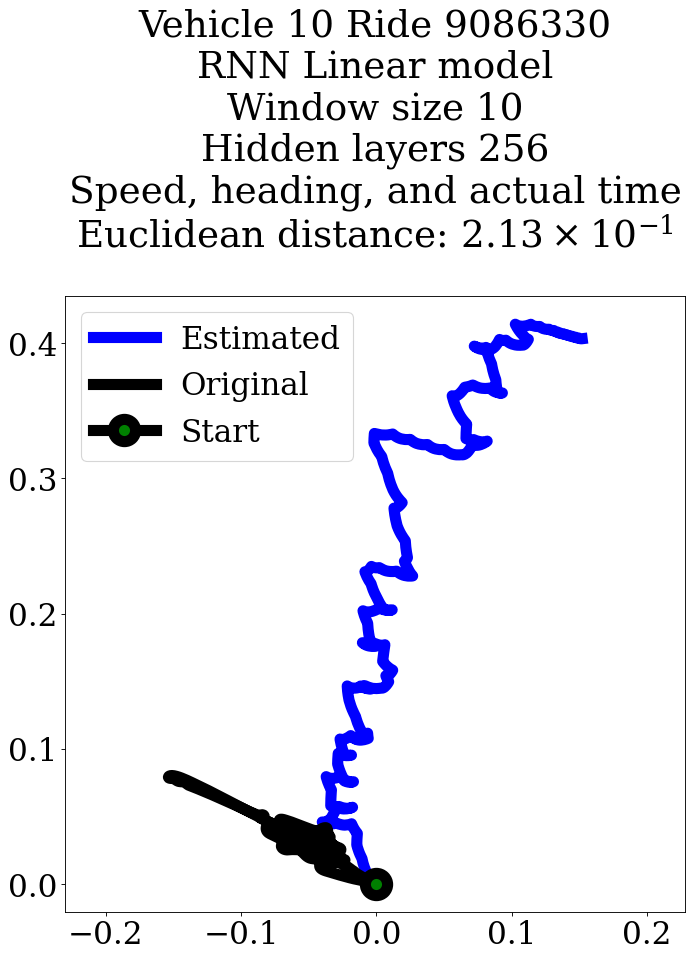 Vehicle 10 Ride 9086330
RNN Linear model
Window size 10
Hidden layers 256
Speed, heading, and actual time
Euclidean distance: 2.13 × 10⁻¹
Estimated
Original
Start
0.4
0.3
0.2
0.1
0.0
−0.2
−0.1
0.0
0.1
0.2